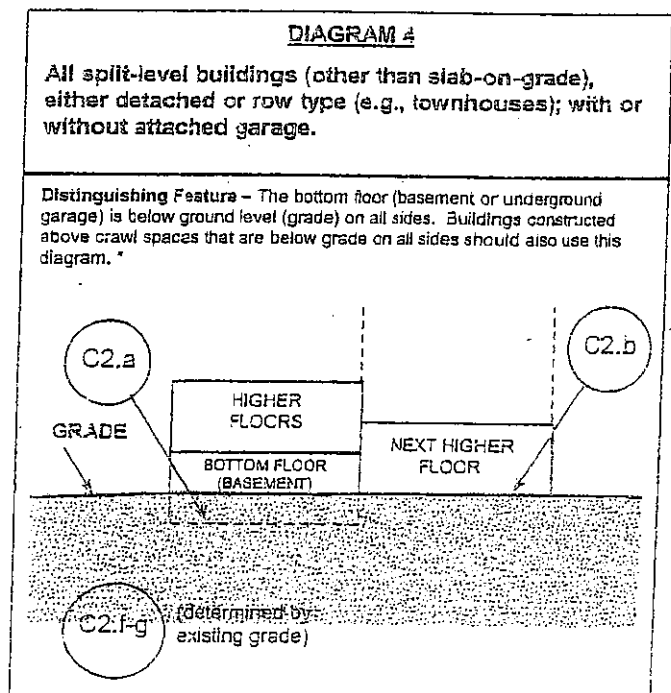 DIAGRAM 4
All split-level buildings (other than slab-on-grade),
either detached or row type (e.g., townhouses); with or
without attached garage.
Distinguishing Feature – The bottom floor (basement or underground
garage) is below ground level (grade) on all sides. Buildings constructed
above crawl spaces that are below grade on all sides should also use this
diagram. *
C2.a
C2.b
HIGHER
FLOORS
GRADE
NEXT HIGHER
FLOOR
BOTTOM FLOOR
(BASEMENT)
C2.f-g
(determined by
existing grade)